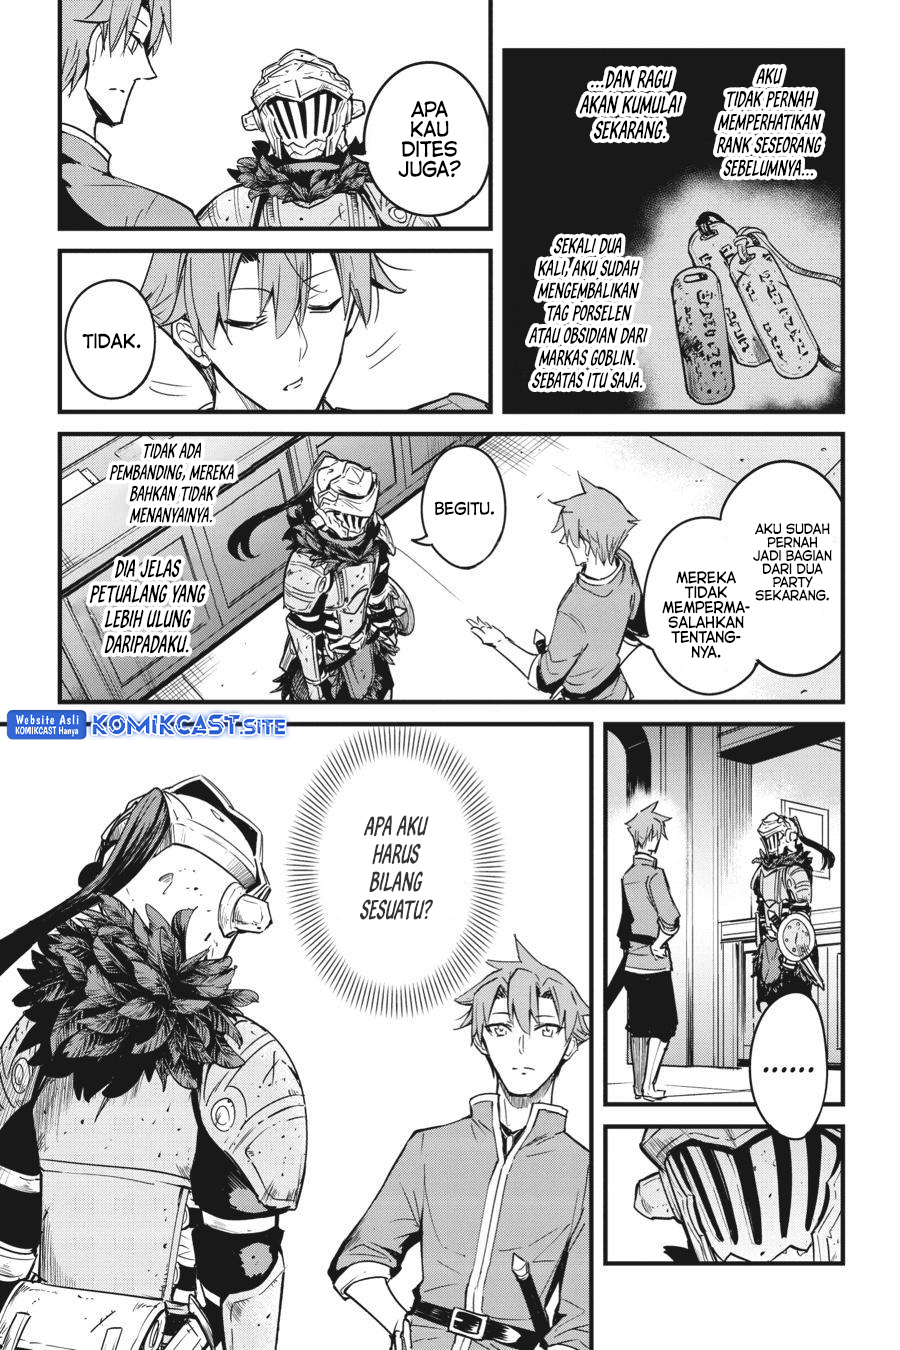 AKU
TIDAK PERNAH
MEMPERHATIKAN
RANK SESEORANG
SEBELUMNYA...
...DAN RAGU
AKAN KUMULAI
SEKARANG.
SEKALI DUA
KALI, AKU SUDAH
MENGEMBALIKAN
TAG PORSELEN
ATAU OBSIDIAN DARI
MARKAS GOBLIN.
SEBATAS ITU SAJA.
APA
KAU
DITES
JUGA?
TIDAK.
AKU SUDAH
PERNAH
JADI BAGIAN
DARI DUA
PARTY
SEKARANG.
MEREKA
TIDAK
MEMPERMA-
SALAHKAN
TENTANG-
NYA.
BEGITU.
TIDAK ADA
PEMBANDING, MEREKA
BAHKAN TIDAK
MENANYAINYA.
DIA JELAS
PETUALANG YANG
LEBIH ULUNG
DARIPADAKU.
Website Asli
KOMIKCAST Hanya
KOMIKCAST.SITE
......
APA AKU
HARUS
BILANG
SESUATU?